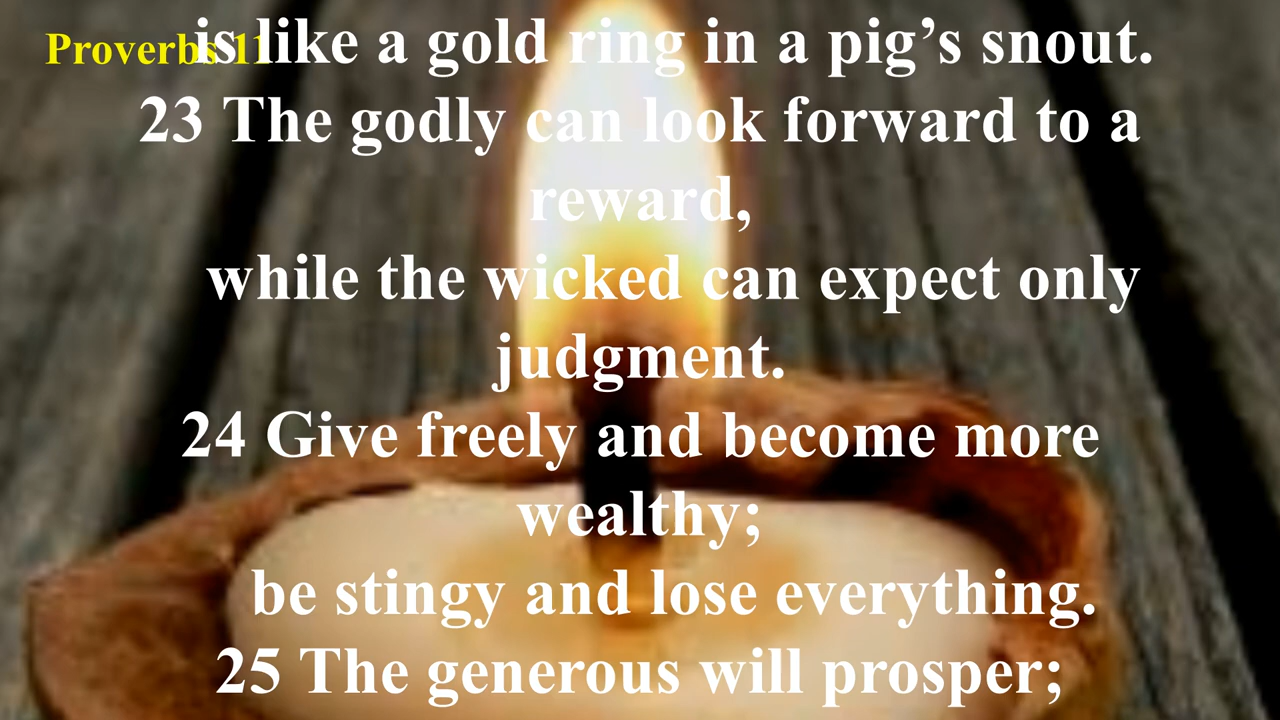 Proverbs 11
is like a gold ring in a pig’s snout.
23 The godly can look forward to a
reward,
while the wicked can expect only
judgment.
24 Give freely and become more
wealthy;
be stingy and lose everything.
25 The generous will prosper;